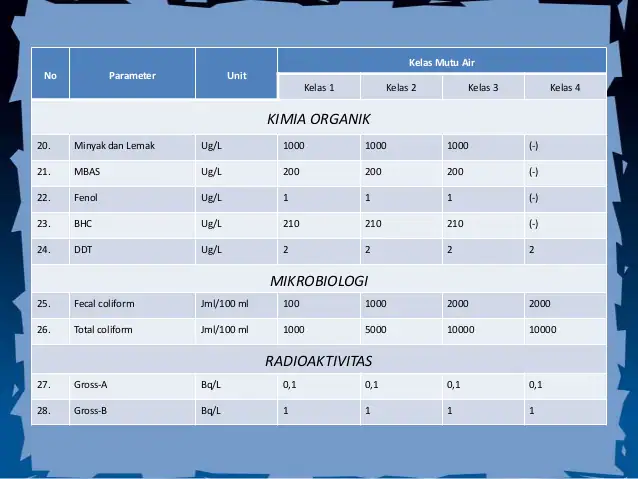 No Parameter Unit Kelas Mutu Air
Kelas 1 Kelas 2 Kelas 3 Kelas 4
KIMIA ORGANIK
20. Minyak dan Lemak Ug/L 1000 1000 1000 (-)
21. MBAS Ug/L 200 200 200 (-)
22. Fenol Ug/L 1 1 1 (-)
23. BHC Ug/L 210 210 210 (-)
24. DDT Ug/L 2 2 2 2
MIKROBIOLOGI
25. Fecal coliform Jml/100 ml 100 1000 2000 2000
26. Total coliform Jml/100 ml 1000 5000 10000 10000
RADIOAKTIVITAS
27. Gross-A Bq/L 0,1 0,1 0,1 0,1
28. Gross-B Bq/L 1 1 1 1